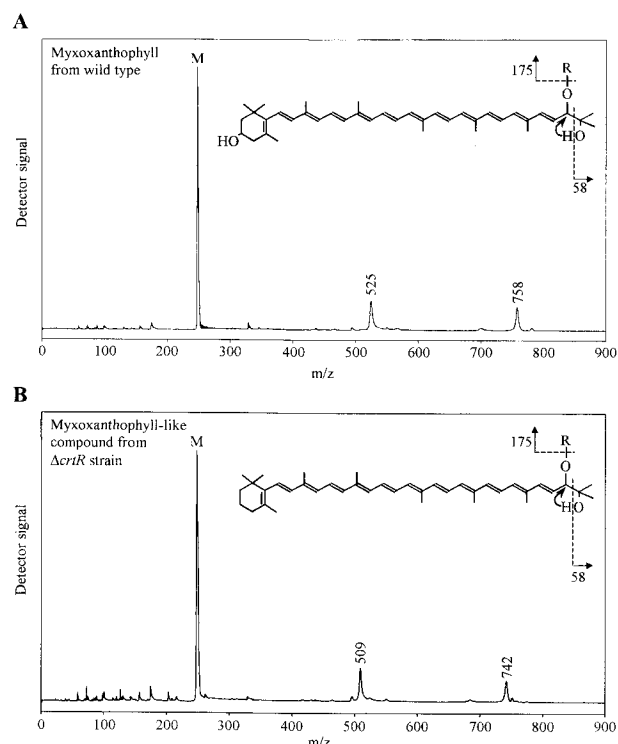 A
Myxoxanthophyll
from wild type
M
175
R
O
HO
HO
58
525
758
Detector signal
0 100 200 300 400 500 600 700 800 900
m/z
B
Myxoxanthophyll-like
compound from
ΔcrtR strain
M
175
R
O
HO
58
509
742
Detector signal
0 100 200 300 400 500 600 700 800 900
m/z